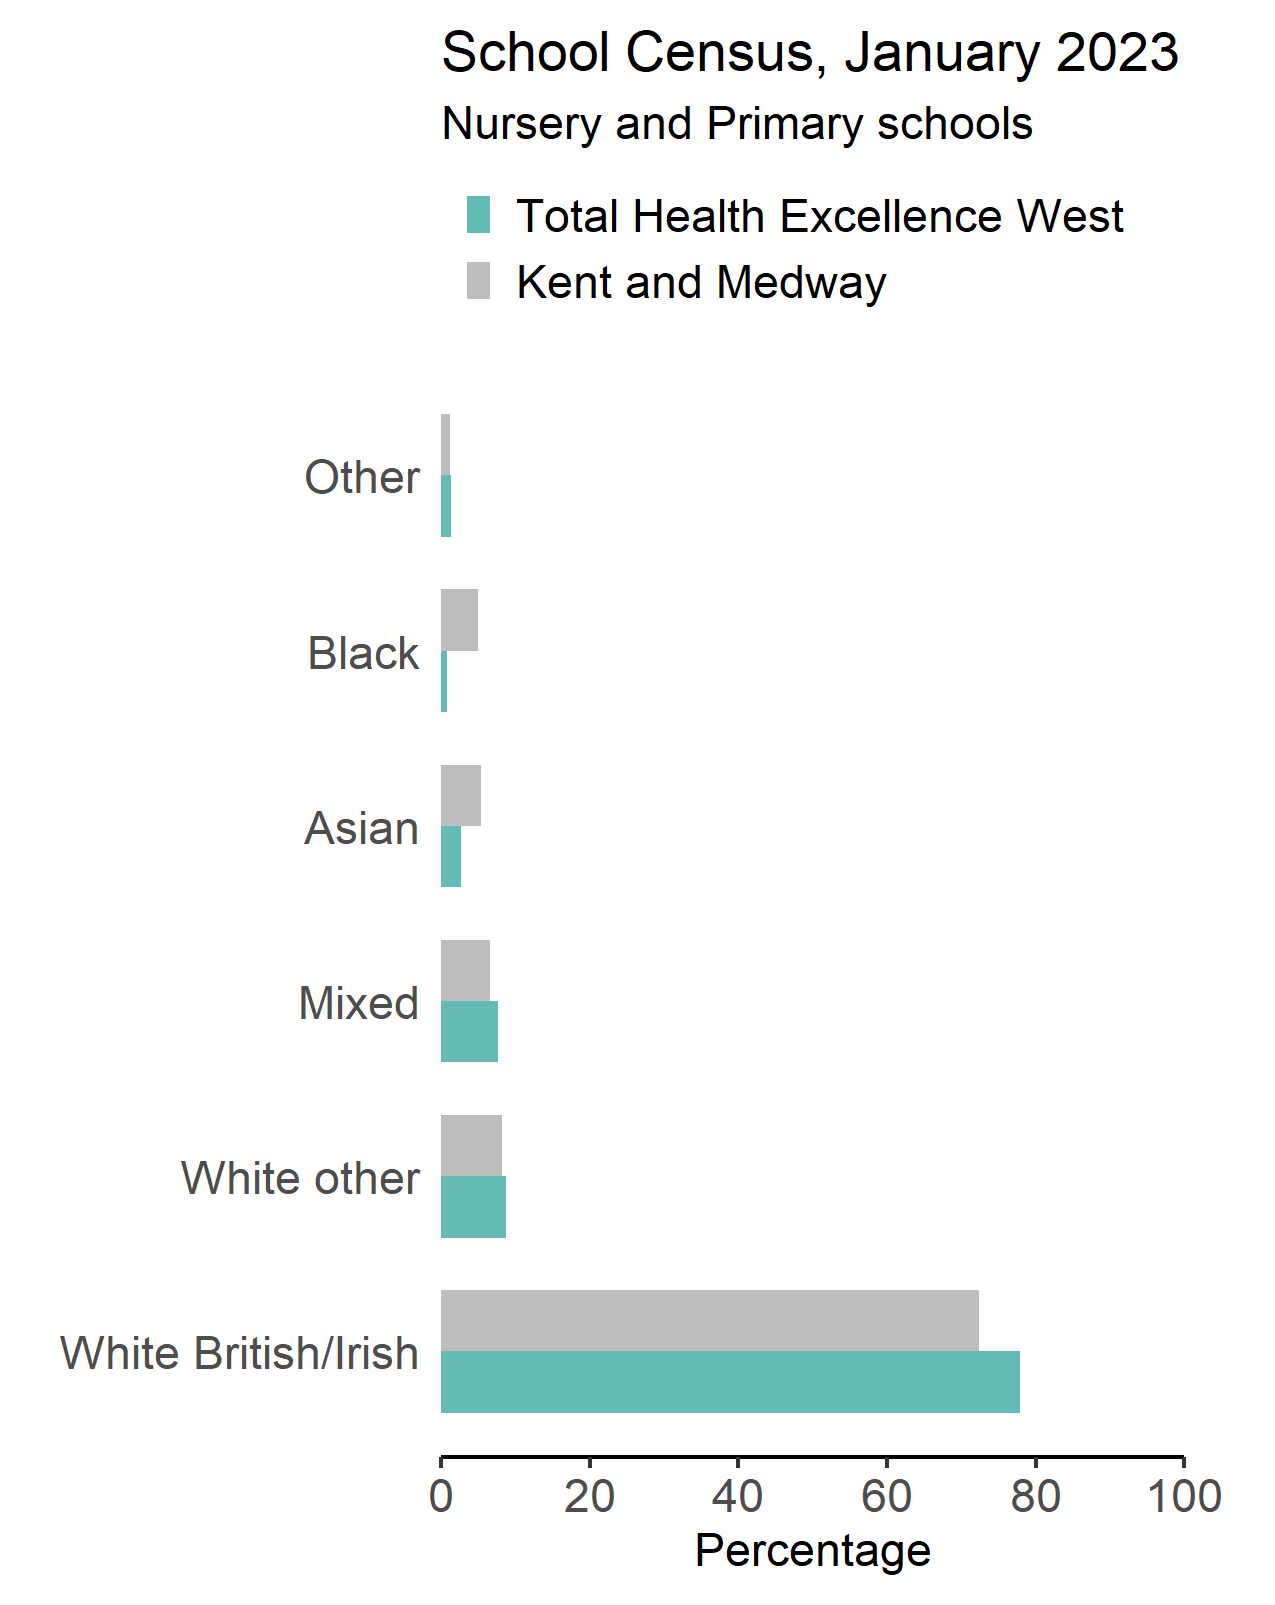 School Census, January 2023
Nursery and Primary schools
Total Health Excellence West
Kent and Medway
Other
Black
Asian
Mixed
White other
White British/Irish
0 20 40 60 80 100
Percentage